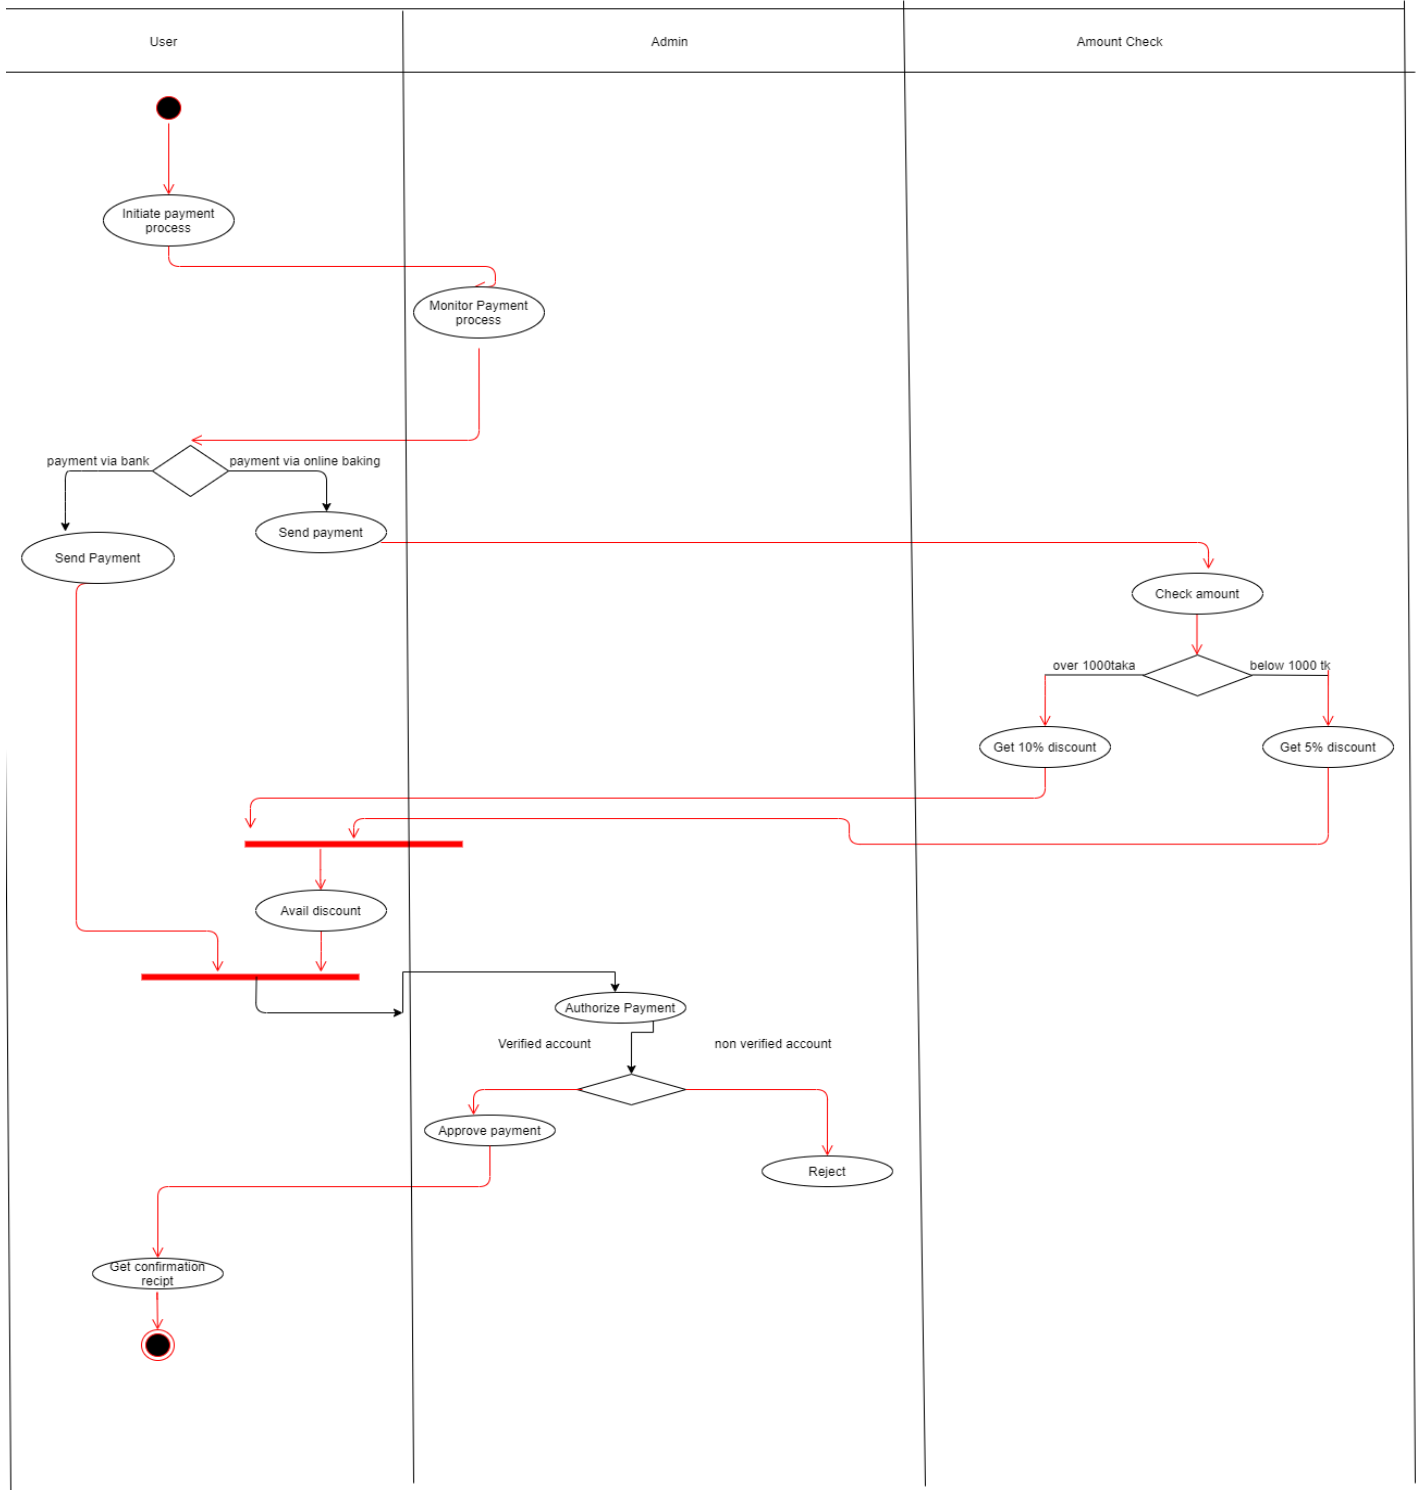 User
Admin
Amount Check
Initiate payment
process
Monitor Payment
process
payment via bank
payment via online baking
Send payment
Send Payment
Check amount
over 1000taka
below 1000 tk
Get 10% discount
Get 5% discount
Avail discount
Authorize Payment
Verified account
non verified account
Approve payment
Reject
Get confirmation
recipt